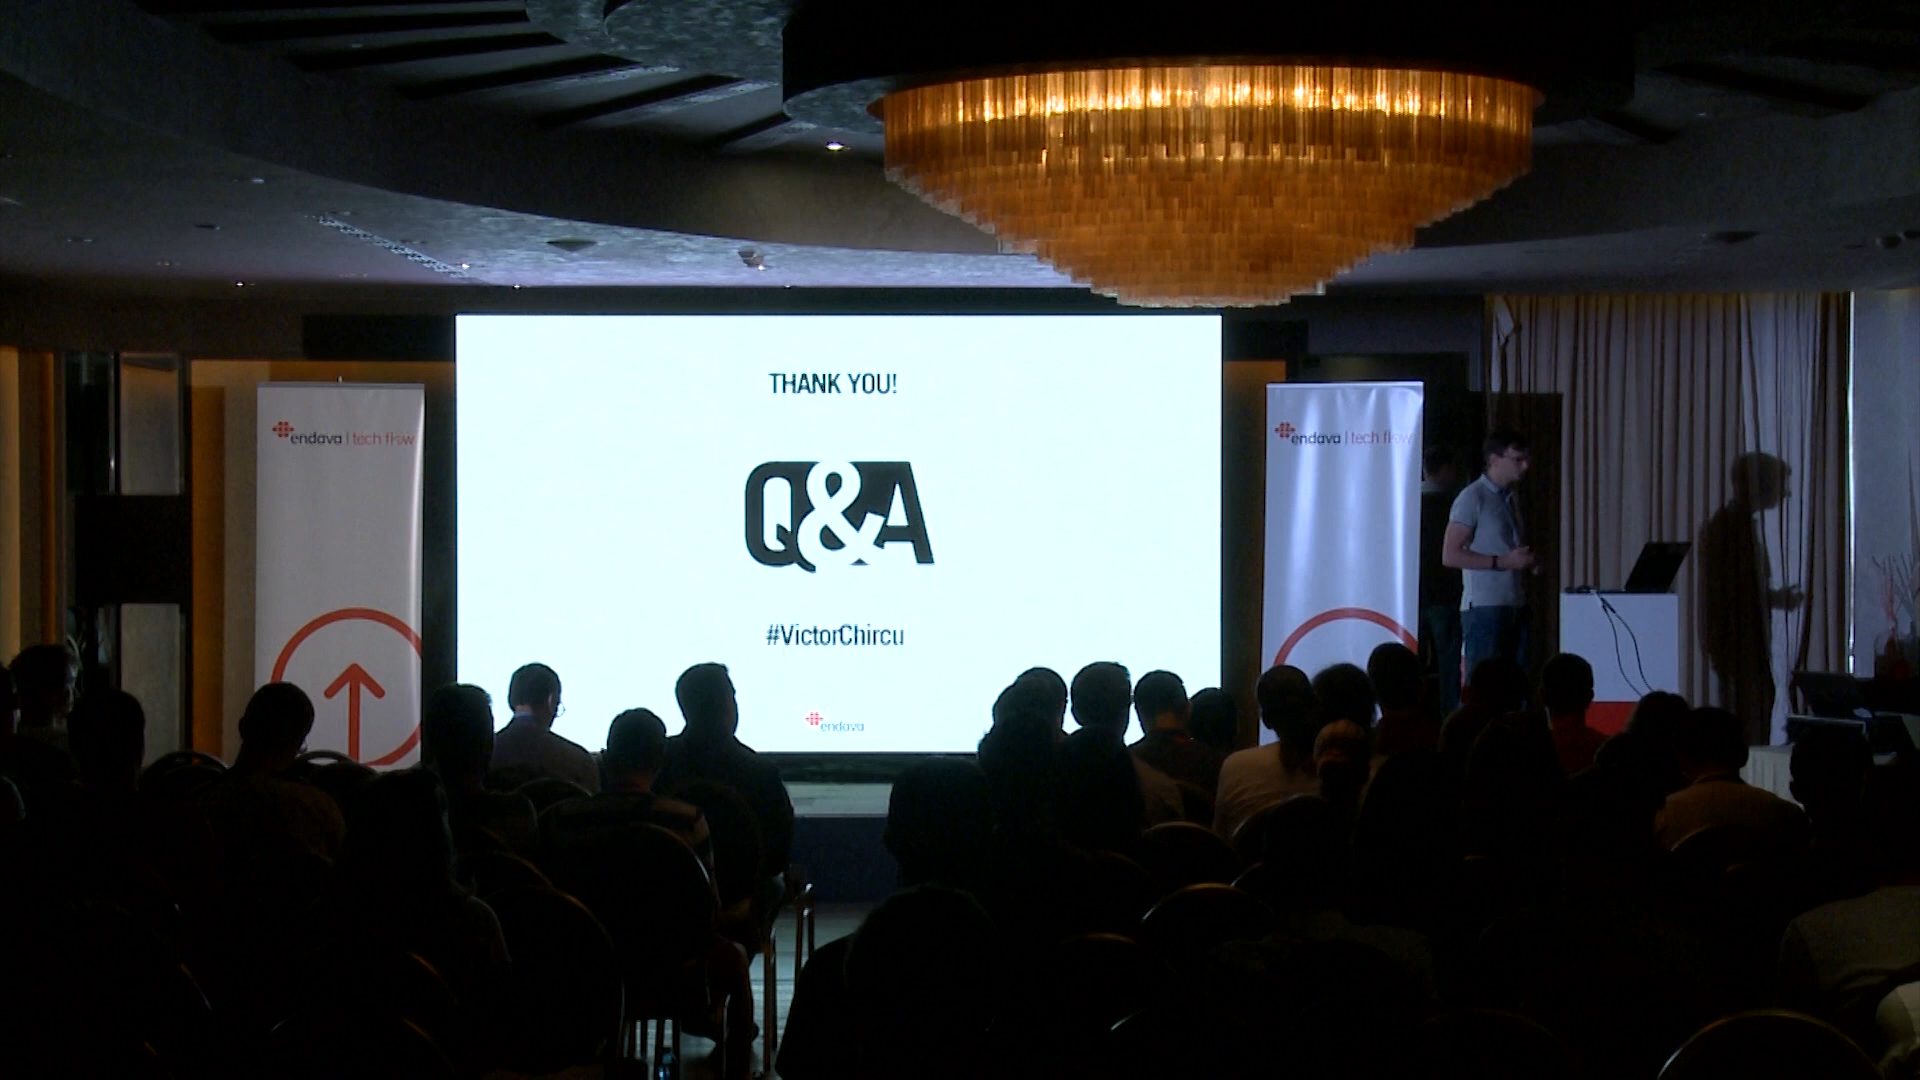 THANK YOU!
Q&A
#VictorChircu
endava
endava | tech flow
endava | tech flow